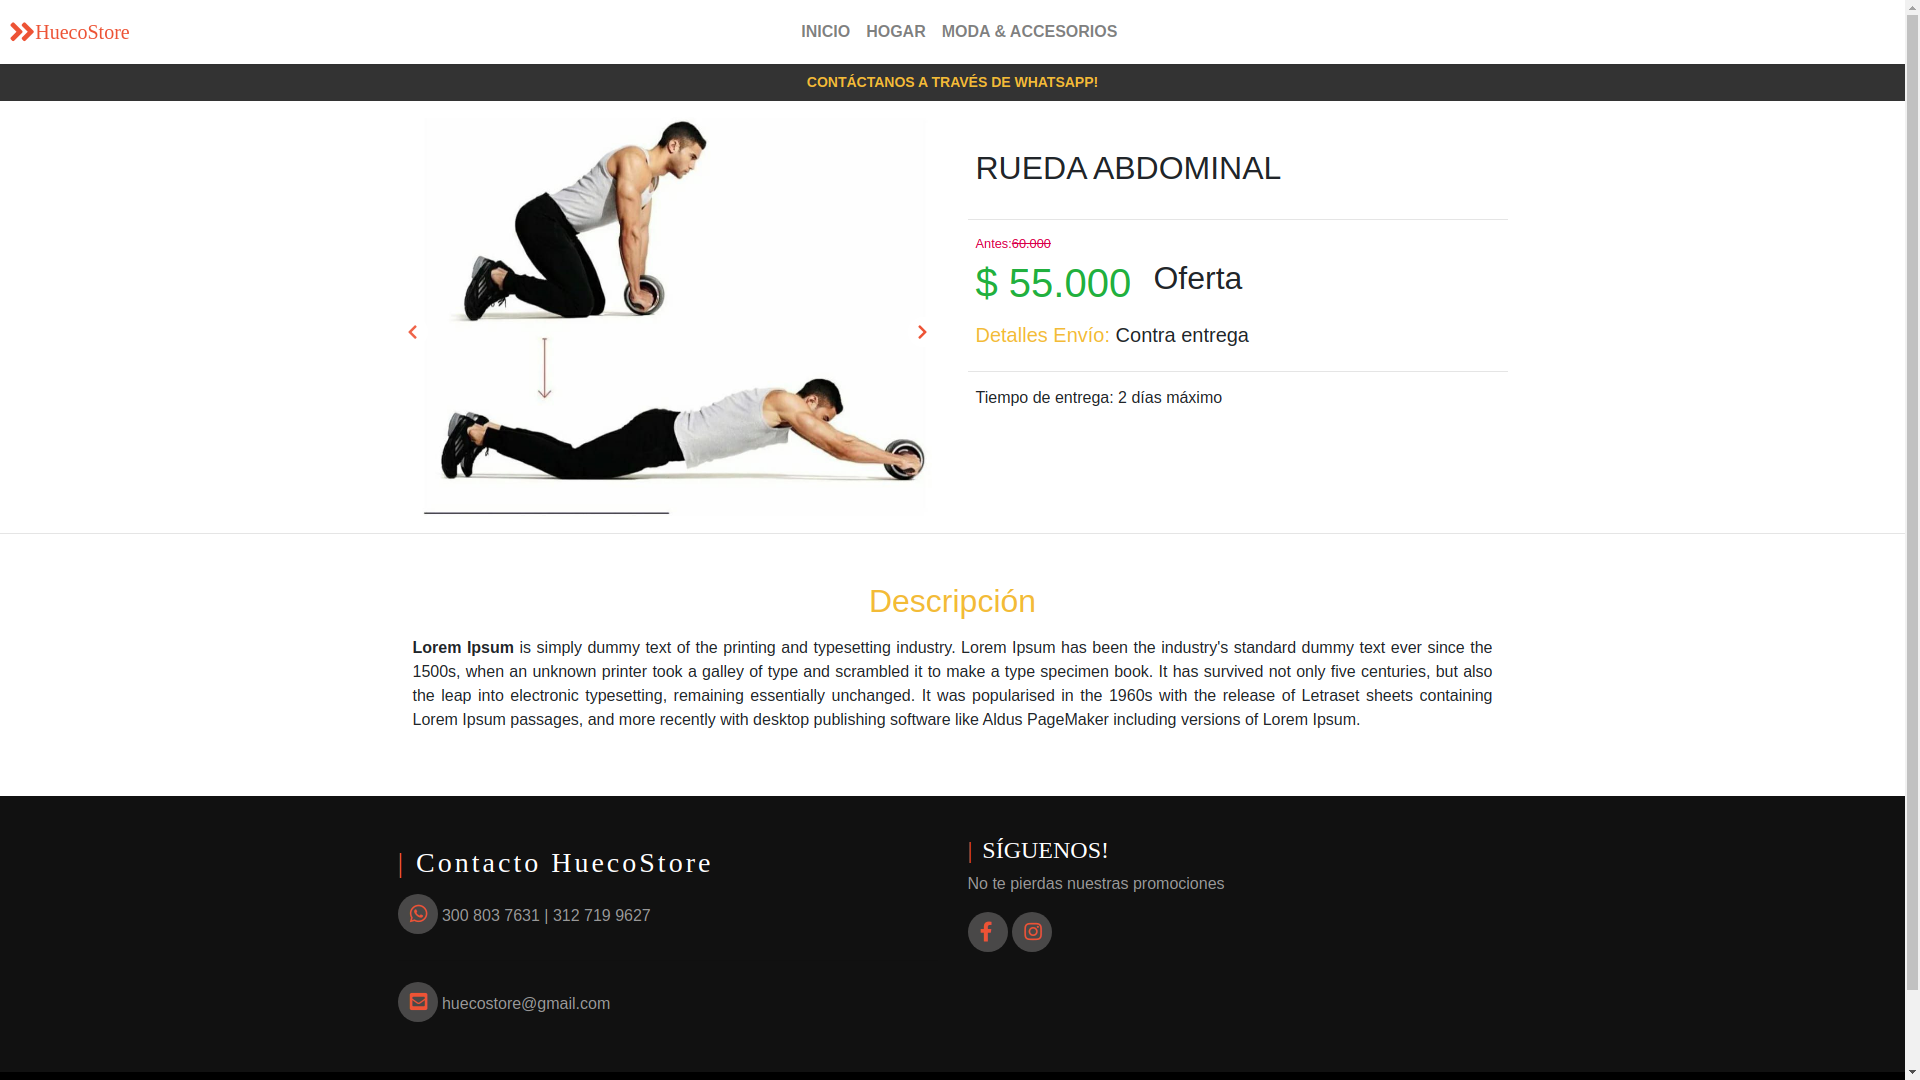 HuecoStore
INICIO HOGAR MODA & ACCESORIOS
CONTÁCTANOS A TRAVÉS DE WHATSAPP!
RUEDA ABDOMINAL
Antes:60.000
$ 55.000 Oferta
Detalles Envío: Contra entrega
Tiempo de entrega: 2 días máximo
Descripción
Lorem Ipsum is simply dummy text of the printing and typesetting industry. Lorem Ipsum has been the industry's standard dummy text ever since the
1500s, when an unknown printer took a galley of type and scrambled it to make a type specimen book. It has survived not only five centuries, but also
the leap into electronic typesetting, remaining essentially unchanged. It was popularised in the 1960s with the release of Letraset sheets containing
Lorem Ipsum passages, and more recently with desktop publishing software like Aldus PageMaker including versions of Lorem Ipsum.
| Contacto HuecoStore
300 803 7631 | 312 719 9627
huecostore@gmail.com
| SÍGUENOS!
No te pierdas nuestras promociones